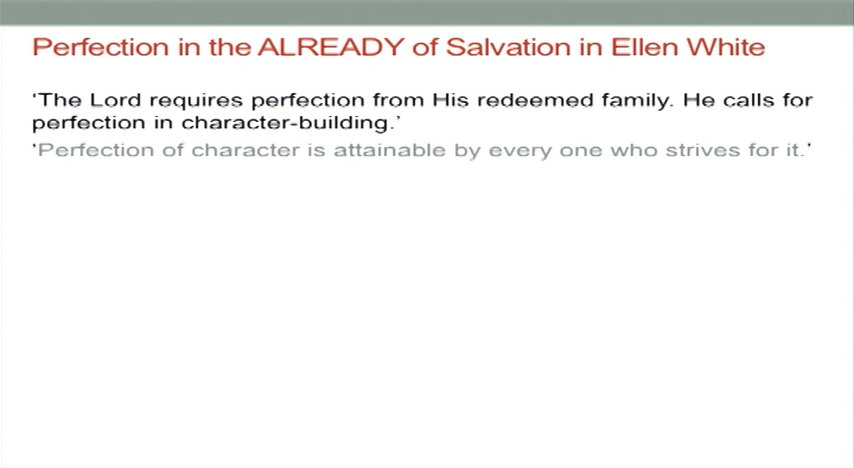 Perfection in the ALREADY of Salvation in Ellen White
‘The Lord requires perfection from His redeemed family. He calls for
perfection in character-building.’
‘Perfection of character is attainable by every one who strives for it.’